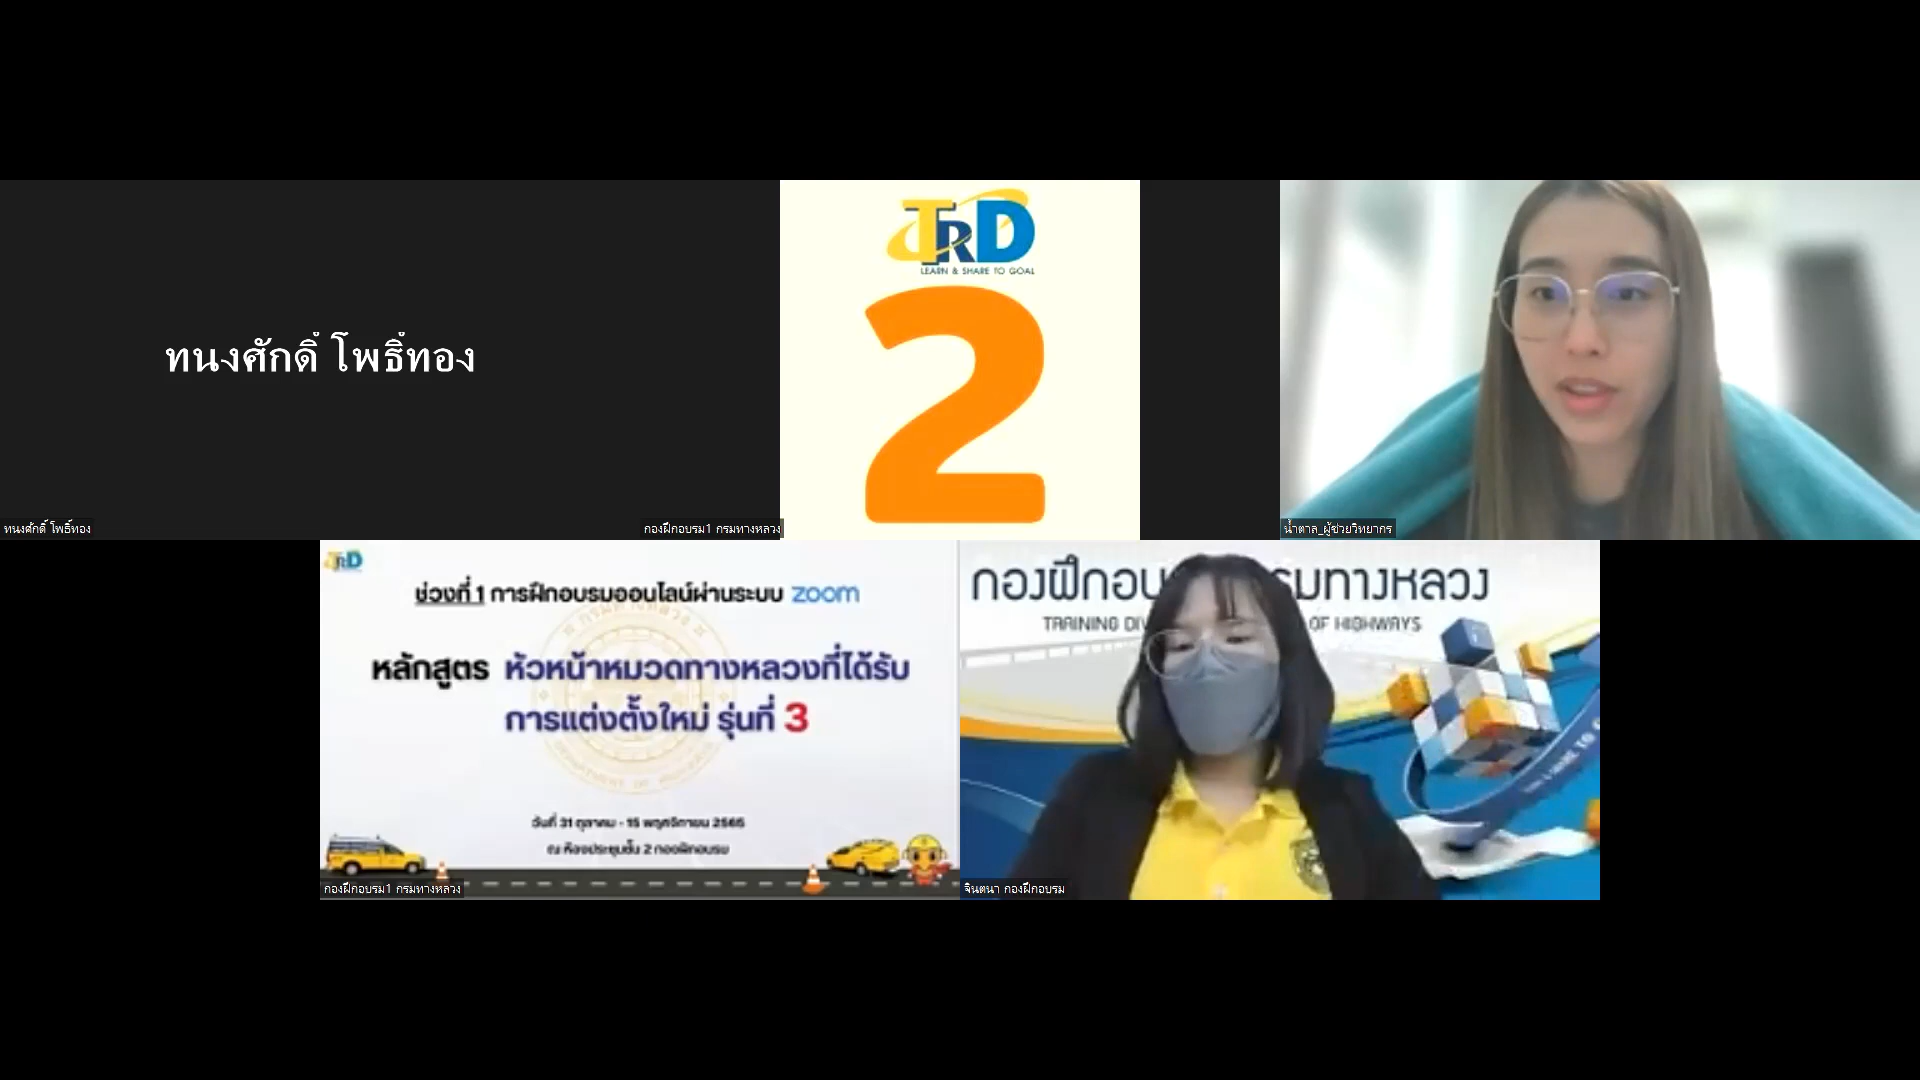 ทนงศักดิ์ โพธิ์ทอง
ทนงศักดิ์ โพธิ์ทอง
TRD
LEARN & SHARE TO GOAL
2
กองฝึกอบรม1 กรมทางหลวง
น้ำตาล_ผู้ช่วยวิทยากร
TRD
ช่วงที่ 1 การฝึกอบรมออนไลน์ผ่านระบบ zoom
หลักสูตร หัวหน้าหมวดทางหลวงที่ได้รับ
การแต่งตั้งใหม่ รุ่นที่ 3
วันที่ 31 ตุลาคม - 15 พฤศจิกายน 2565
ณ ห้องประชุมชั้น 2 กองฝึกอบรม
กองฝึกอบรม1 กรมทางหลวง
กองฝึกอบ รมทางหลวง
TRAINING DIV OF HIGHWAYS
จินตนา กองฝึกอบรม